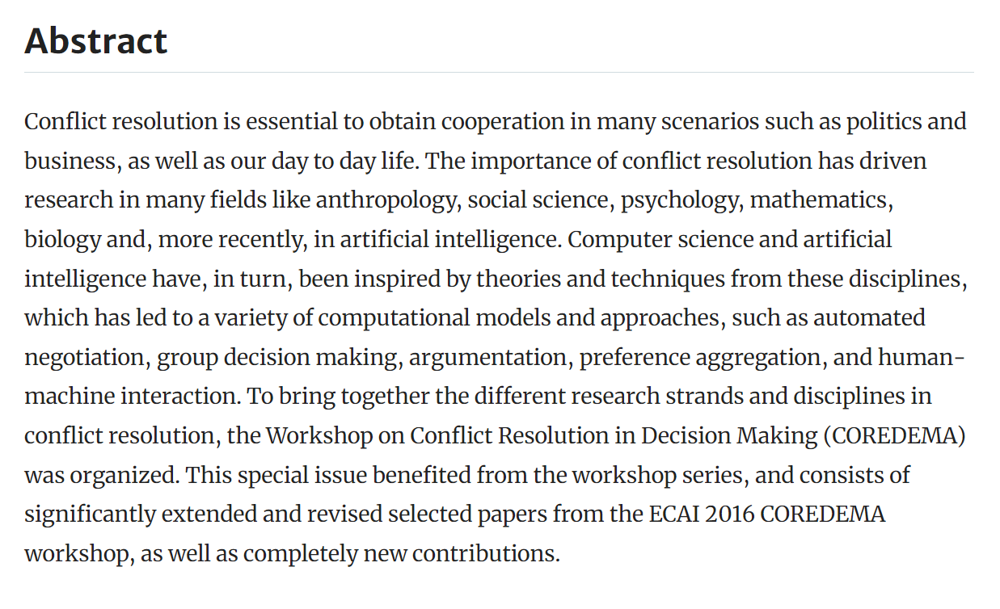 Abstract
Conflict resolution is essential to obtain cooperation in many scenarios such as politics and
business, as well as our day to day life. The importance of conflict resolution has driven
research in many fields like anthropology, social science, psychology, mathematics,
biology and, more recently, in artificial intelligence. Computer science and artificial
intelligence have, in turn, been inspired by theories and techniques from these disciplines,
which has led to a variety of computational models and approaches, such as automated
negotiation, group decision making, argumentation, preference aggregation, and human-
machine interaction. To bring together the different research strands and disciplines in
conflict resolution, the Workshop on Conflict Resolution in Decision Making (COREDEMA)
was organized. This special issue benefited from the workshop series, and consists of
significantly extended and revised selected papers from the ECAI 2016 COREDEMA
workshop, as well as completely new contributions.